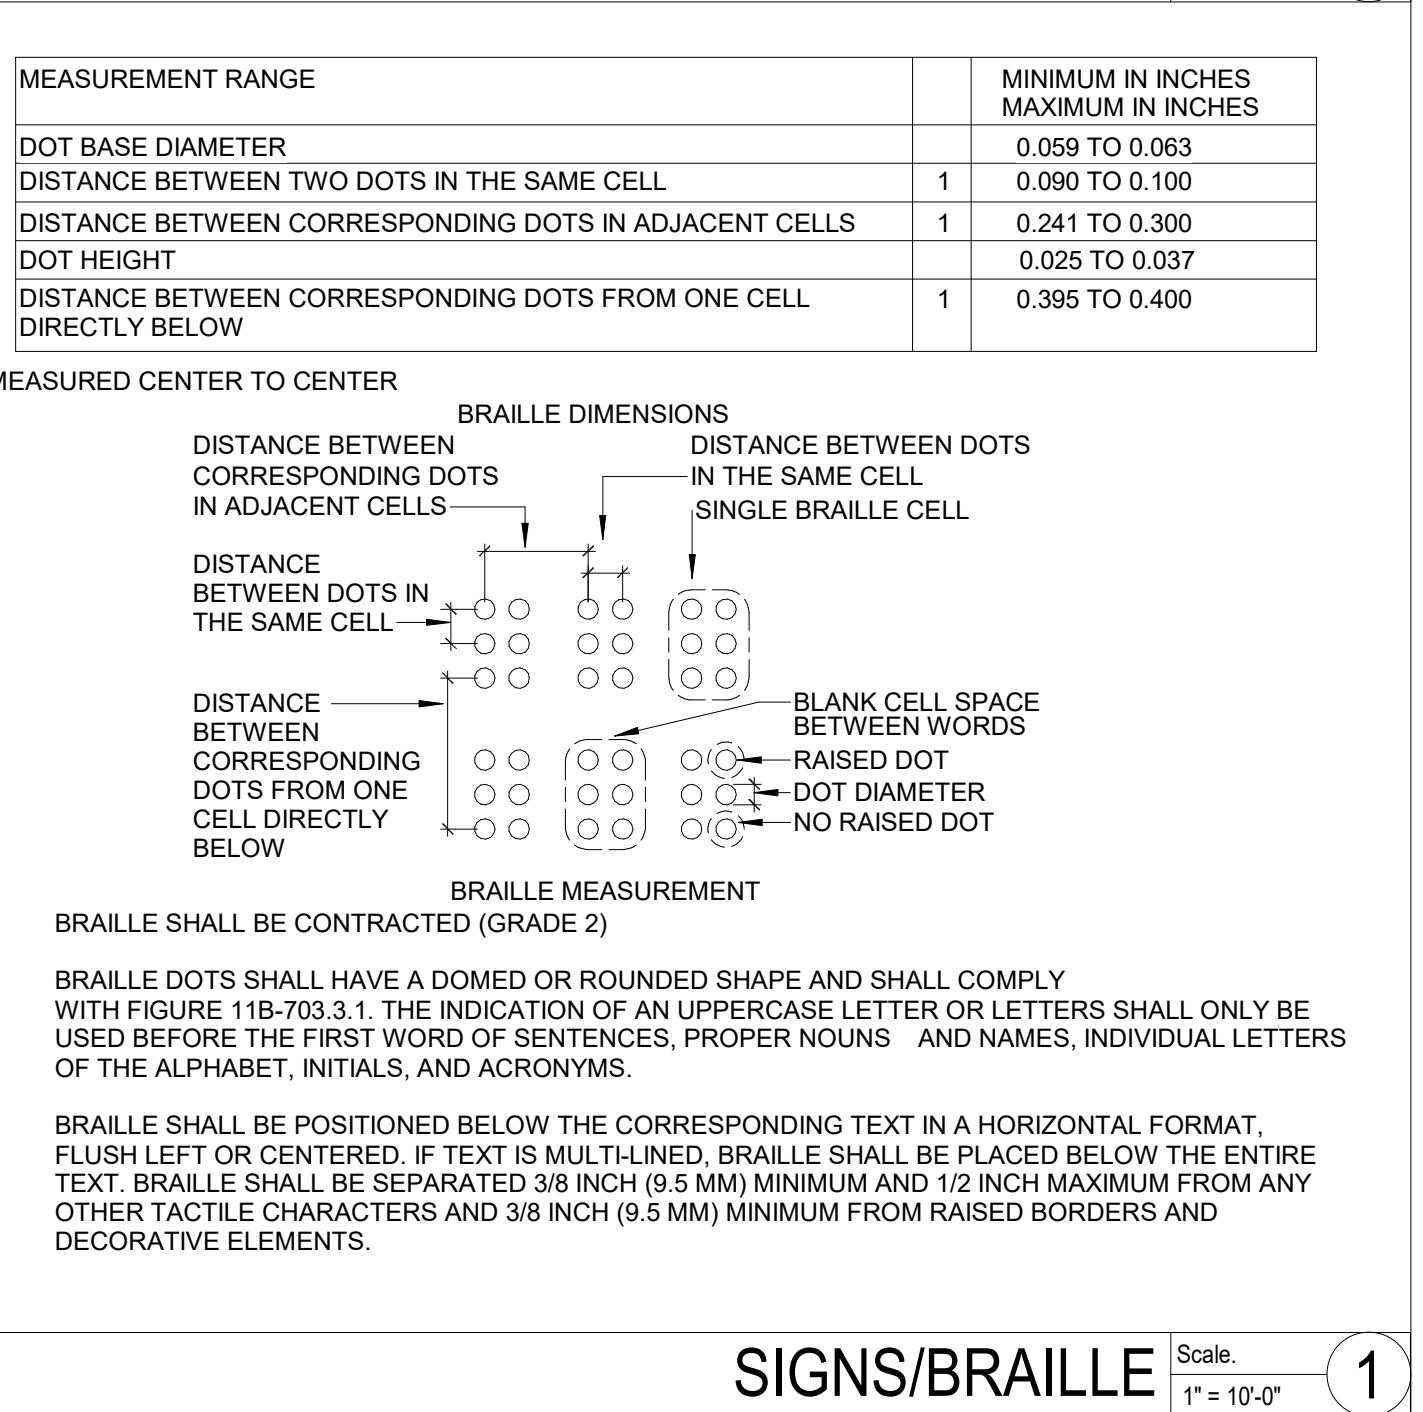 MEASUREMENT RANGE
MINIMUM IN INCHES
MAXIMUM IN INCHES
DOT BASE DIAMETER 0.059 TO 0.063
DISTANCE BETWEEN TWO DOTS IN THE SAME CELL 1 0.090 TO 0.100
DISTANCE BETWEEN CORRESPONDING DOTS IN ADJACENT CELLS 1 0.241 TO 0.300
DOT HEIGHT 0.025 TO 0.037
DISTANCE BETWEEN CORRESPONDING DOTS FROM ONE CELL 1 0.395 TO 0.400
DIRECTLY BELOW
MEASURED CENTER TO CENTER
BRAILLE DIMENSIONS
DISTANCE BETWEEN
CORRESPONDING DOTS
IN ADJACENT CELLS
DISTANCE BETWEEN DOTS
IN THE SAME CELL
SINGLE BRAILLE CELL
DISTANCE
BETWEEN DOTS IN
THE SAME CELL
DISTANCE
BETWEEN
CORRESPONDING
DOTS FROM ONE
CELL DIRECTLY
BELOW
BLANK CELL SPACE
BETWEEN WORDS
RAISED DOT
DOT DIAMETER
NO RAISED DOT
BRAILLE MEASUREMENT
BRAILLE SHALL BE CONTRACTED (GRADE 2)
BRAILLE DOTS SHALL HAVE A DOMED OR ROUNDED SHAPE AND SHALL COMPLY
WITH FIGURE 11B-703.3.1. THE INDICATION OF AN UPPERCASE LETTER OR LETTERS SHALL ONLY BE
USED BEFORE THE FIRST WORD OF SENTENCES, PROPER NOUNS AND NAMES, INDIVIDUAL LETTERS
OF THE ALPHABET, INITIALS, AND ACRONYMS.
BRAILLE SHALL BE POSITIONED BELOW THE CORRESPONDING TEXT IN A HORIZONTAL FORMAT,
FLUSH LEFT OR CENTERED. IF TEXT IS MULTI-LINED, BRAILLE SHALL BE PLACED BELOW THE ENTIRE
TEXT. BRAILLE SHALL BE SEPARATED 3/8 INCH (9.5 MM) MINIMUM AND 1/2 INCH MAXIMUM FROM ANY
OTHER TACTILE CHARACTERS AND 3/8 INCH (9.5 MM) MINIMUM FROM RAISED BORDERS AND
DECORATIVE ELEMENTS.
SIGNS/BRAILLE
Scale.
1" = 10'-0"
1